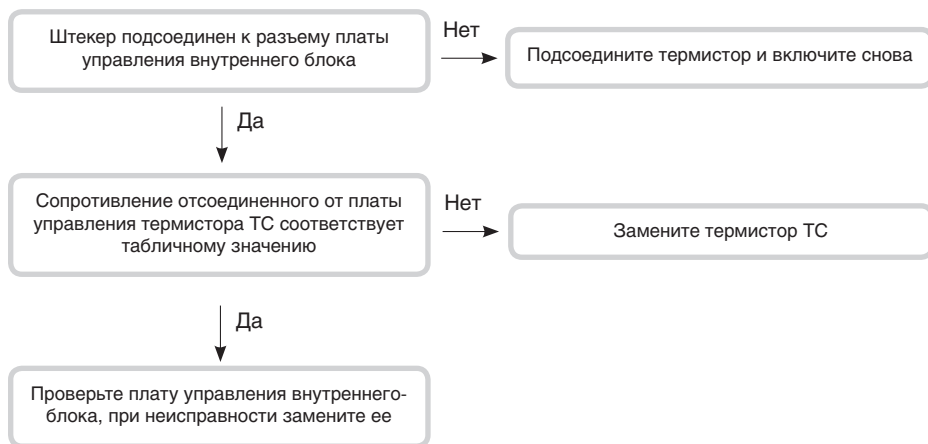 Штекер подсоединен к разъему платы
управления внутреннего блока
Нет
Подсоедините термистор и включите снова
Да
Сопротивление отсоединенного от платы
управления термистора ТС соответствует
табличному значению
Нет
Замените термистор ТС
Да
Проверьте плату управления внутреннего-
блока, при неисправности замените ее